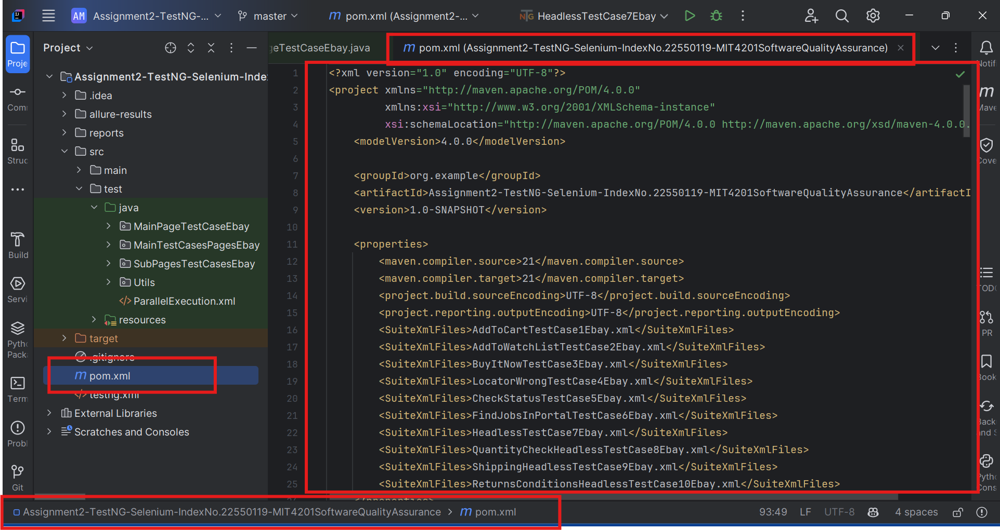 AM Assignment2-TestNG-... master pom.xml (Assignment2-... HeadlessTestCase7Ebay
Project
geTestCaseEbay.java
m pom.xml (Assignment2-TestNG-Selenium-IndexNo.22550119-MIT4201SoftwareQualityAssurance)
Proje
Com
Struc
Build
Servi
Pytho
Pack
Term
Probl
Git
Assignment2-TestNG-Selenium-Inde
.idea
allure-results
reports
src
main
test
java
MainPageTestCaseEbay
MainTestCasesPagesEbay
SubPagesTestCasesEbay
Utils
</> ParallelExecution.xml
resources
target
.gitignore
m pom.xml
</> testng.xml
External Libraries
Scratches and Consoles
1 <?xml version="1.0" encoding="UTF-8"?>
2 <project xmlns="http://maven.apache.org/POM/4.0.0"
3 xmlns:xsi="http://www.w3.org/2001/XMLSchema-instance"
4 xsi:schemaLocation="http://maven.apache.org/POM/4.0.0 http://maven.apache.org/xsd/maven-4.0.0.
5 <modelVersion>4.0.0</modelVersion>
6
7 <groupId>org.example</groupId>
8 <artifactId>Assignment2-TestNG-Selenium-IndexNo.22550119-MIT4201SoftwareQualityAssurance</artifactI
9 <version>1.0-SNAPSHOT</version>
10
11 <properties>
12 <maven.compiler.source>21</maven.compiler.source>
13 <maven.compiler.target>21</maven.compiler.target>
14 <project.build.sourceEncoding>UTF-8</project.build.sourceEncoding>
15 <project.reporting.outputEncoding>UTF-8</project.reporting.outputEncoding>
16 <SuiteXmlFiles>AddToCartTestCase1Ebay.xml</SuiteXmlFiles>
17 <SuiteXmlFiles>AddToWatchListTestCase2Ebay.xml</SuiteXmlFiles>
18 <SuiteXmlFiles>BuyItNowTestCase3Ebay.xml</SuiteXmlFiles>
19 <SuiteXmlFiles>LocatorWrongTestCase4Ebay.xml</SuiteXmlFiles>
20 <SuiteXmlFiles>CheckStatusTestCase5Ebay.xml</SuiteXmlFiles>
21 <SuiteXmlFiles>FindJobsInPortalTestCase6Ebay.xml</SuiteXmlFiles>
22 <SuiteXmlFiles>HeadlessTestCase7Ebay.xml</SuiteXmlFiles>
23 <SuiteXmlFiles>QuantityCheckHeadlessTestCase8Ebay.xml</SuiteXmlFiles>
24 <SuiteXmlFiles>ShippingHeadlessTestCase9Ebay.xml</SuiteXmlFiles>
25 <SuiteXmlFiles>ReturnsConditionsHeadlessTestCase10Ebay.xml</SuiteXmlFiles>
</properties>
Notifi
Mave
Cove
TODO
PR
Book
Back
and S
Pytho
Cons
Assignment2-TestNG-Selenium-IndexNo.22550119-MIT4201SoftwareQualityAssurance > m pom.xml
93:49 LF UTF-8 4 spaces